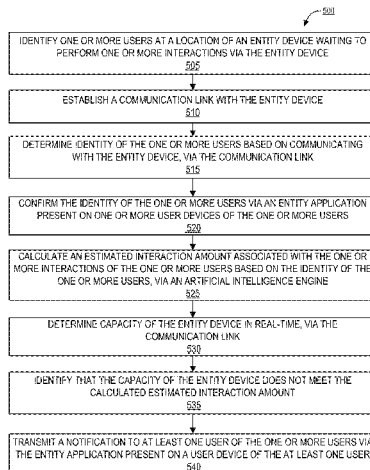 500
IDENTIFY ONE OR MORE USERS AT A LOCATION OF AN ENTITY DEVICE WAITING TO
PERFORM ONE OR MORE INTERACTIONS VIA THE ENTITY DEVICE
505
ESTABLISH A COMMUNICATION LINK WITH THE ENTITY DEVICE
510
DETERMINE IDENTITY OF THE ONE OR MORE USERS BASED ON COMMUNICATING
WITH THE ENTITY DEVICE, VIA THE COMMUNICATION LINK
515
CONFIRM THE IDENTITY OF THE ONE OR MORE USERS VIA AN ENTITY APPLICATION
PRESENT ON ONE OR MORE USER DEVICES OF THE ONE OR MORE USERS
520
CALCULATE AN ESTIMATED INTERACTION AMOUNT ASSOCIATED WITH THE ONE OR
MORE INTERACTIONS OF THE ONE OR MORE USERS BASED ON THE IDENTITY OF THE
ONE OR MORE USERS, VIA AN ARTIFICIAL INTELLIGENCE ENGINE
525
DETERMINE CAPACITY OF THE ENTITY DEVICE IN REAL-TIME, VIA THE
COMMUNICATION LINK
530
IDENTIFY THAT THE CAPACITY OF THE ENTITY DEVICE DOES NOT MEET THE
CALCULATED ESTIMATED INTERACTION AMOUNT
535
TRANSMIT A NOTIFICATION TO AT LEAST ONE USER OF THE ONE OR MORE USERS VIA
THE ENTITY APPLICATION PRESENT ON A USER DEVICE OF THE AT LEAST ONE USER
540